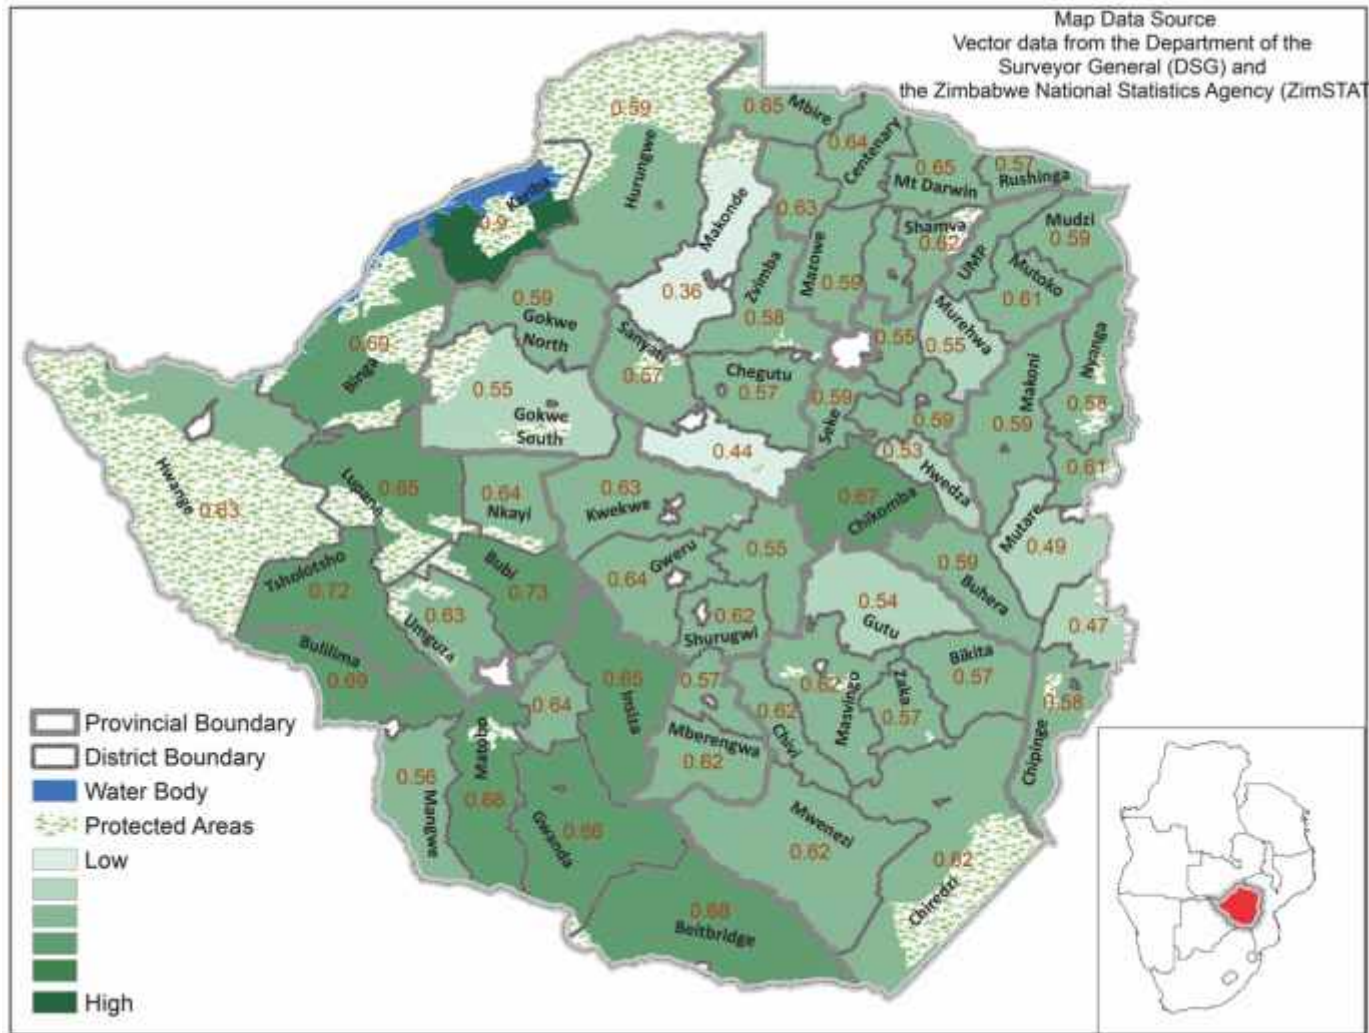 Map Data Source
Vector data from the Department of the
Surveyor General (DSG) and
the Zimbabwe National Statistics Agency (ZimSTAT
0.59
0.65
Mbire
0.64
Centenary
0.65
Mt Darwin
0.57
Rushinga
Hurungwe
Kariba
0.9
Makonde
0.36
0.63
Shamva
0.62
Mudzi
0.59
UMP
Mutoko
0.61
Zvimba
0.58
Mazowe
0.59
Murehwa
0.55
0.55
0.59
Gokwe
North
Sanyati
0.57
Chegutu
0.57
Nyanga
0.58
Makoni
0.59
0.69
Binga
0.55
Gokwe
South
Seke
0.59
0.59
0.44
0.53
Hwedza
0.61
Hwange
0.63
Lupane
0.65
0.64
Nkayi
0.63
Kwekwe
0.67
Chikomba
Mutare
0.49
Tsholotsho
0.72
Bubi
0.73
0.64
Gweru
0.55
0.59
Buhera
0.63
Umguza
0.62
Shurugwi
0.54
Gutu
0.47
Bulilima
0.69
0.64
0.65
Insiza
0.57
0.62
Chivi
0.62
Masvingo
Zaka
0.57
Bikita
0.57
0.58
Chipinge
Mberengwa
0.62
0.56
Mangwe
Matobo
0.66
Gwanda
0.66
Mwenezi
0.62
0.62
Chiredzi
0.68
Beitbridge
Provincial Boundary
District Boundary
Water Body
Protected Areas
Low
High